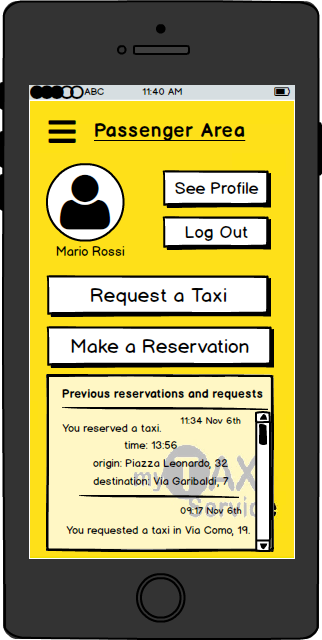 ABC 11:40 AM
Passenger Area
See Profile
Log Out
Mario Rossi
Request a Taxi
Make a Reservation
Previous reservations and requests
11:34 Nov 6th
You reserved a taxi.
time: 13:56
origin: Piazza Leonardo, 32
destination: Via Garibaldi, 7
myTAXI
Service
09:17 Nov 6th
You requested a taxi in Via Como, 19.